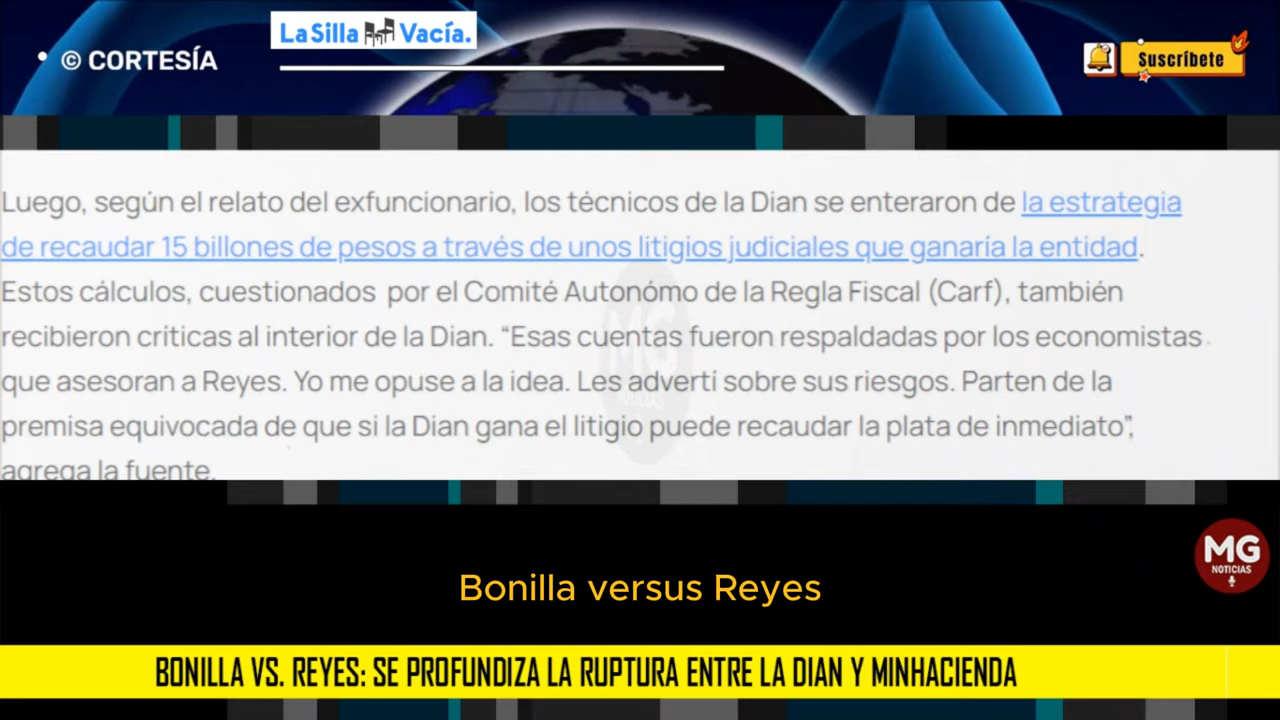 La Silla Vacía.
© CORTESÍA
Suscríbete
Luego, según el relato del exfuncionario, los técnicos de la Dian se enteraron de la estrategia
de recaudar 15 billones de pesos a través de unos litigios judiciales que ganaría la entidad.
Estos cálculos, cuestionados por el Comité Autonómo de la Regla Fiscal (Carf), también
recibieron críticas al interior de la Dian. “Esas cuentas fueron respaldadas por los economistas
que asesoran a Reyes. Yo me opuse a la idea. Les advertí sobre sus riesgos. Parten de la
premisa equivocada de que si la Dian gana el litigio puede recaudar la plata de inmediato”,
agrega la fuente.
MG
NOTICIAS
MG
NOTICIAS
Bonilla versus Reyes
BONILLA VS. REYES: SE PROFUNDIZA LA RUPTURA ENTRE LA DIAN Y MINHACIENDA